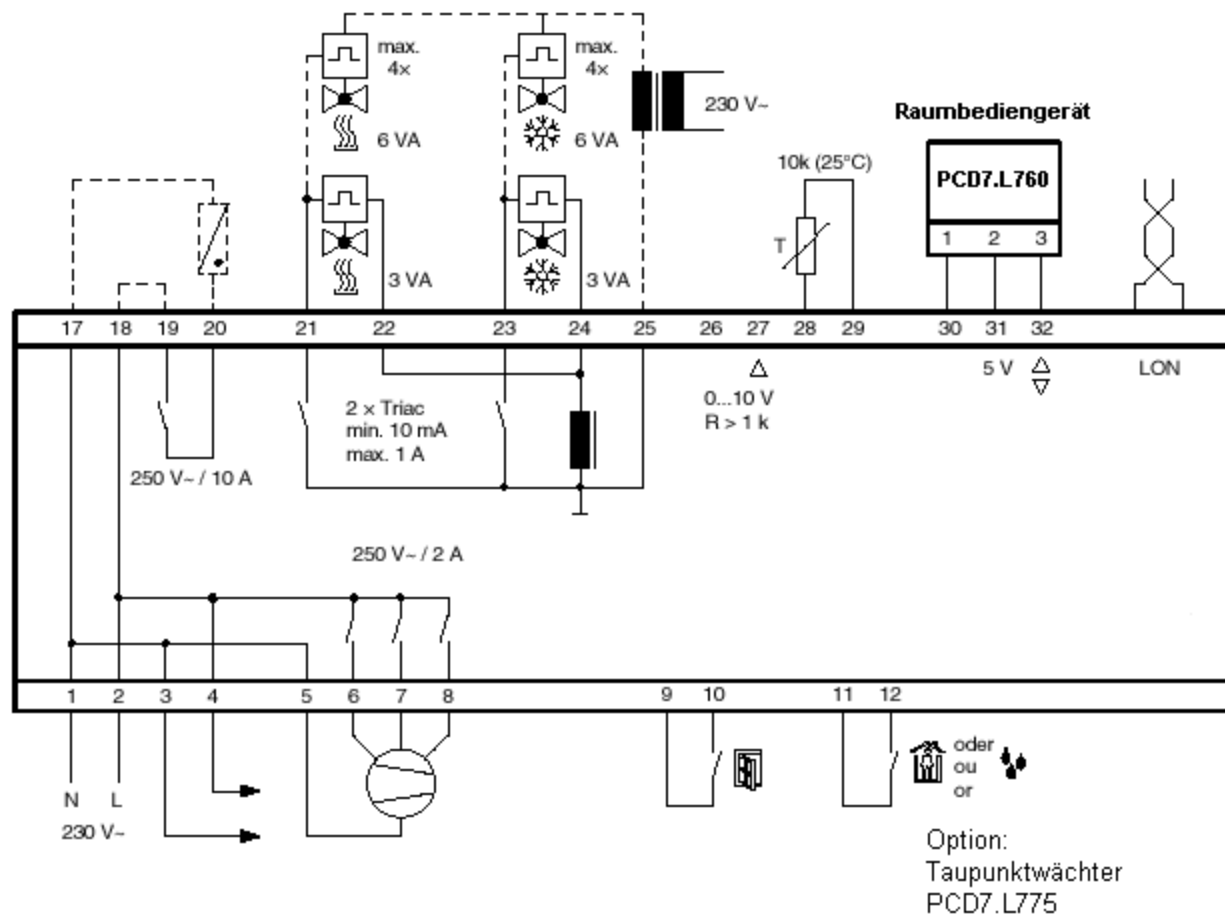 max.
4×
max.
4×
6 VA
6 VA
230 V~
Raumbediengerät
PCD7.L760
1 2 3
10k (25°C)
T
3 VA
3 VA
17 18 19 20 21 22 23 24 25 26 27 28 29 30 31 32
2 × Triac
min. 10 mA
max. 1 A
0...10 V
R > 1 k
5 V
LON
250 V~ / 10 A
250 V~ / 2 A
1 2 3 4 5 6 7 8 9 10 11 12
N L
230 V~
oder
ou
or
Option:
Taupunktwächter
PCD7.L775